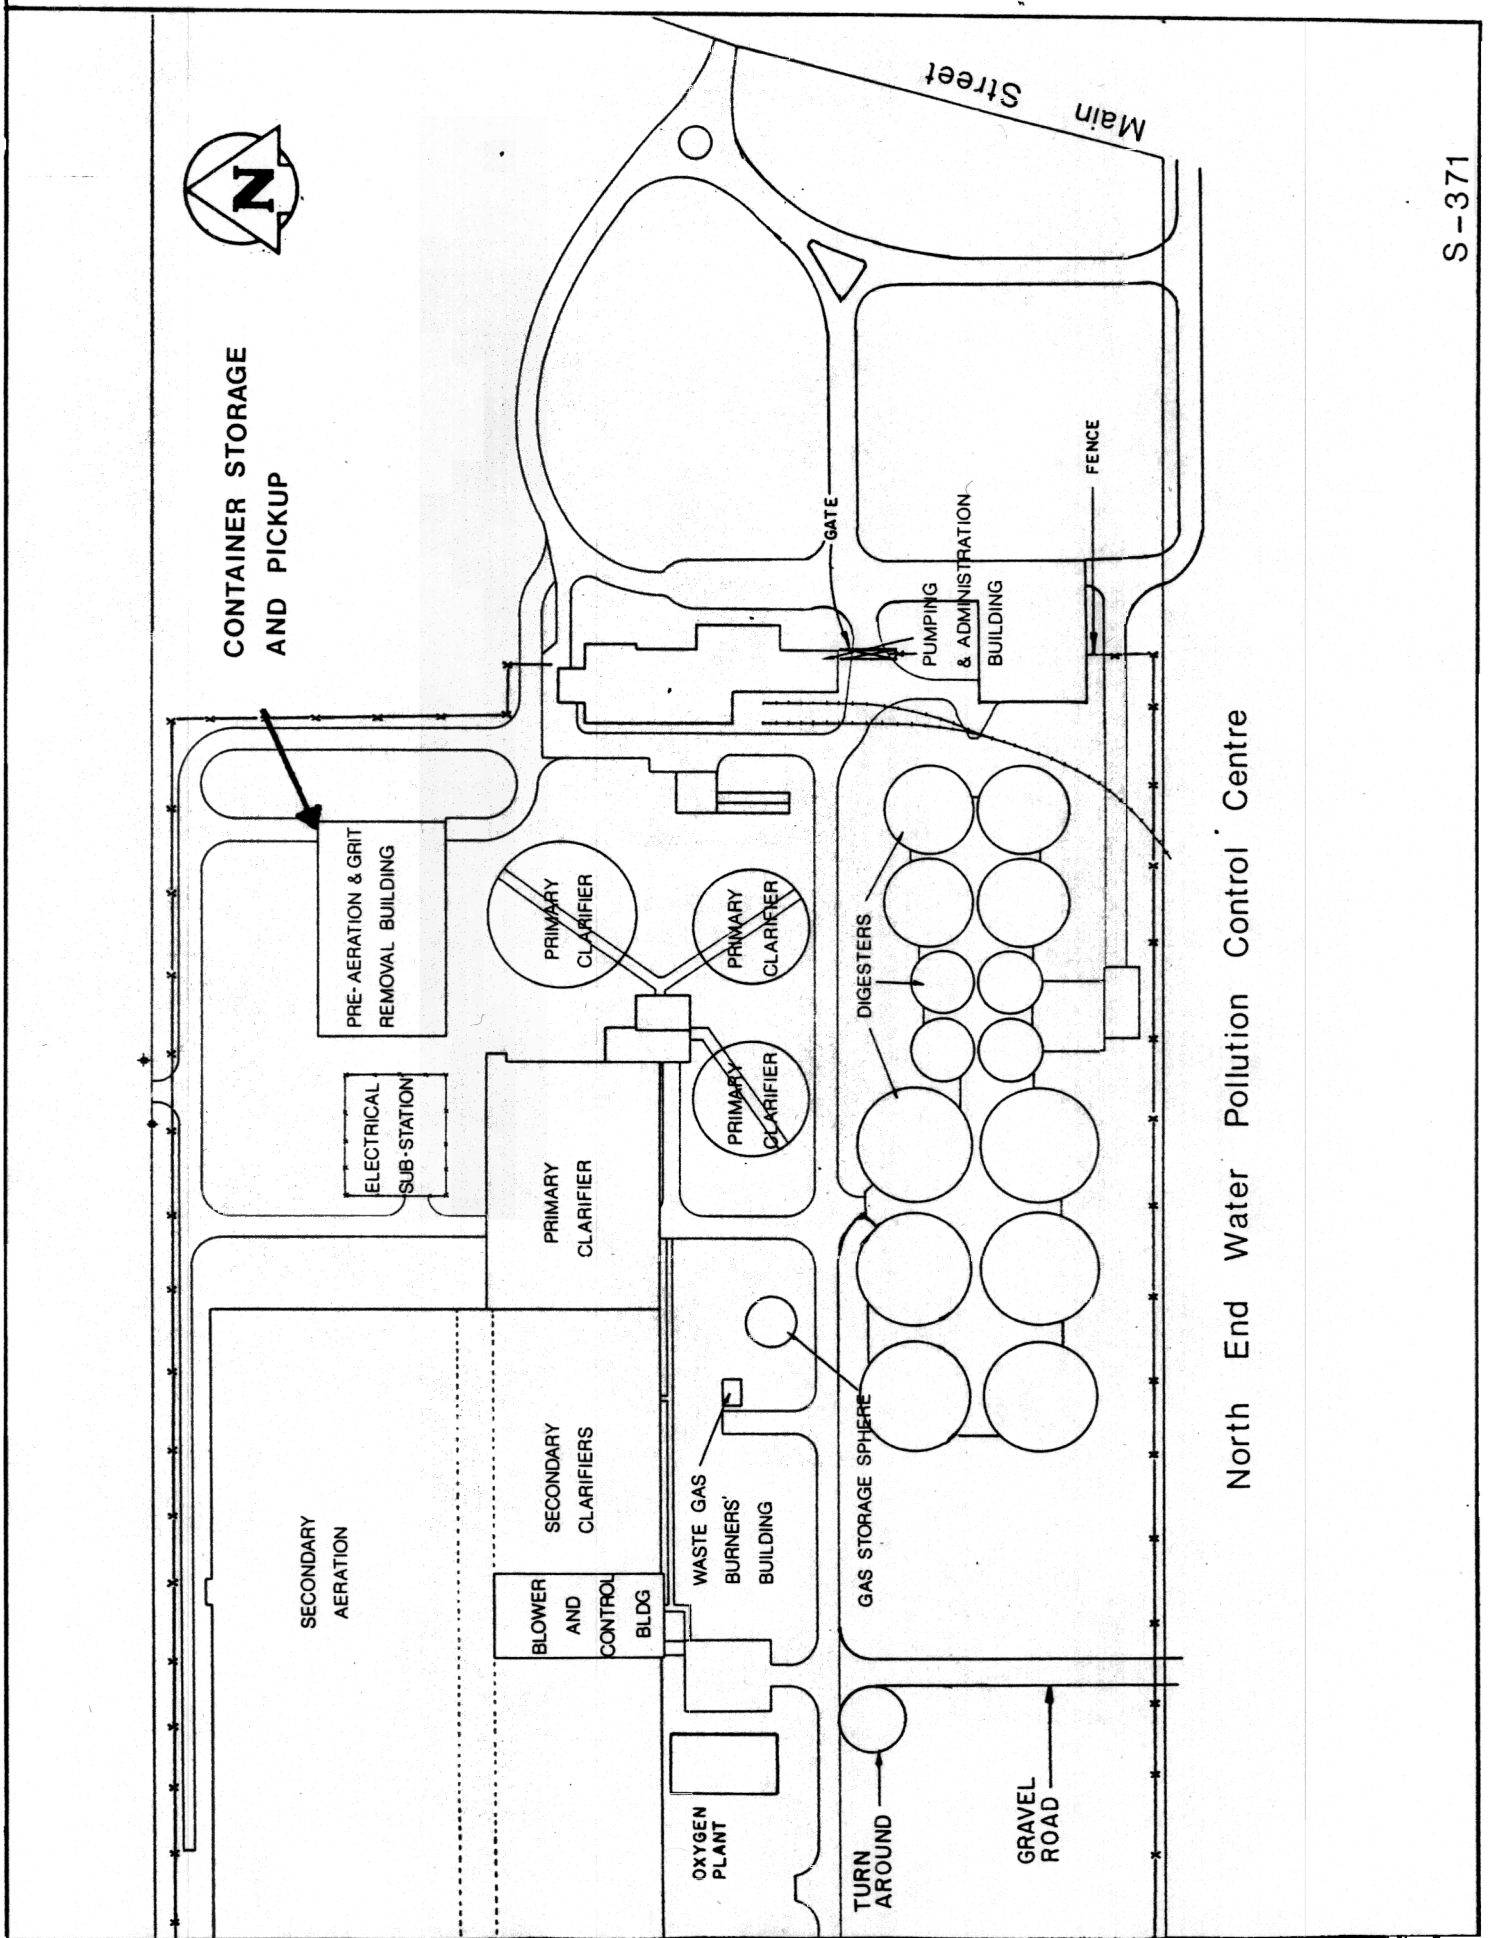 CONTAINER STORAGE
AND PICKUP
N
Main Street
PRE-AERATION & GRIT
REMOVAL BUILDING
ELECTRICAL
SUB-STATION
PRIMARY
CLARIFIER
PRIMARY
CLARIFIER
PRIMARY
CLARIFIER
PRIMARY
CLARIFIER
SECONDARY
AERATION
SECONDARY
CLARIFIERS
BLOWER
AND
CONTROL
BLDG
WASTE GAS
BURNERS'
BUILDING
OXYGEN
PLANT
GATE
PUMPING
& ADMINISTRATION
BUILDING
FENCE
DIGESTERS
GAS STORAGE SPHERE
TURN
AROUND
GRAVEL
ROAD
North End Water Pollution Control Centre
S-371